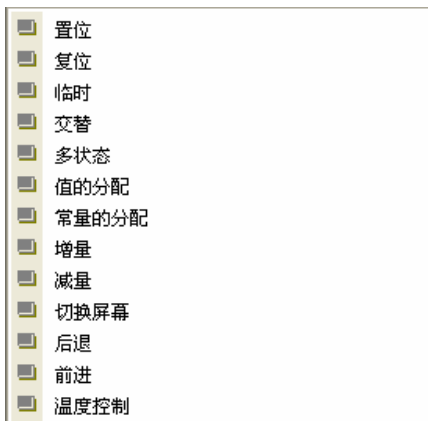 置位
复位
临时
交替
多状态
值的分配
常量的分配
增量
减量
切换屏幕
后退
前进
温度控制